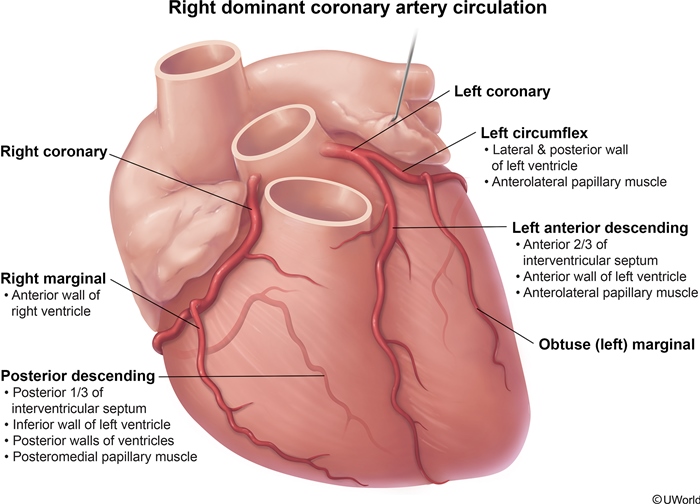 Right dominant coronary artery circulation
Left coronary
Left circumflex
• Lateral & posterior wall
of left ventricle
• Anterolateral papillary muscle
Right coronary
Left anterior descending
• Anterior 2/3 of
interventricular septum
• Anterior wall of left ventricle
• Anterolateral papillary muscle
Right marginal
• Anterior wall of
right ventricle
Obtuse (left) marginal
Posterior descending
• Posterior 1/3 of
interventricular septum
• Inferior wall of left ventricle
• Posterior walls of ventricles
• Posteromedial papillary muscle
©UWorld